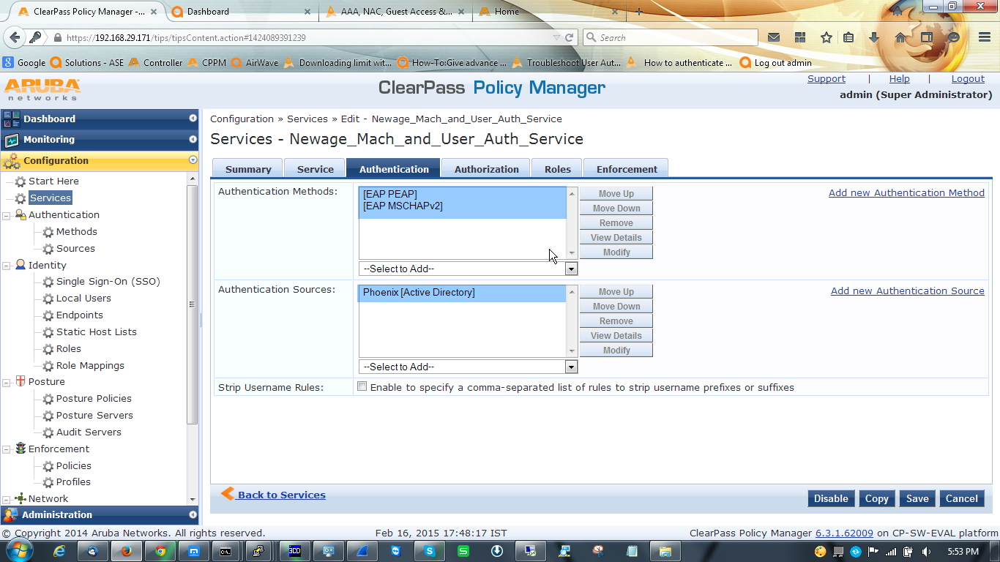 ClearPass Policy Manager -...
Dashboard
AAA, NAC, Guest Access &...
Home
https://192.168.29.171/tips/tipsContent.action#1424089391239
Search
Google
Solutions - ASE
Controller
CPPM
AirWave
Downloading limit wit...
How-To:Give advance ...
Troubleshoot User Aut...
How to authenticate ...
Log out admin
ARUBA
networks
ClearPass Policy Manager
Support | Help | Logout
admin (Super Administrator)
Dashboard
Monitoring
Configuration
Start Here
Services
Authentication
Methods
Sources
Identity
Single Sign-On (SSO)
Local Users
Endpoints
Static Host Lists
Roles
Role Mappings
Posture
Posture Policies
Posture Servers
Audit Servers
Enforcement
Policies
Profiles
Network
Administration
Configuration » Services » Edit - Newage_Mach_and_User_Auth_Service
Services - Newage_Mach_and_User_Auth_Service
Summary
Service
Authentication
Authorization
Roles
Enforcement
Authentication Methods:
[EAP PEAP]
[EAP MSCHAPv2]
--Select to Add--
Move Up
Move Down
Remove
View Details
Modify
Add new Authentication Method
Authentication Sources:
Phoenix [Active Directory]
--Select to Add--
Move Up
Move Down
Remove
View Details
Modify
Add new Authentication Source
Strip Username Rules:
Enable to specify a comma-separated list of rules to strip username prefixes or suffixes
Back to Services
Disable
Copy
Save
Cancel
© Copyright 2014 Aruba Networks. All rights reserved.
Feb 16, 2015 17:48:17 IST
ClearPass Policy Manager 6.3.1.62009 on CP-SW-EVAL platform
5:53 PM